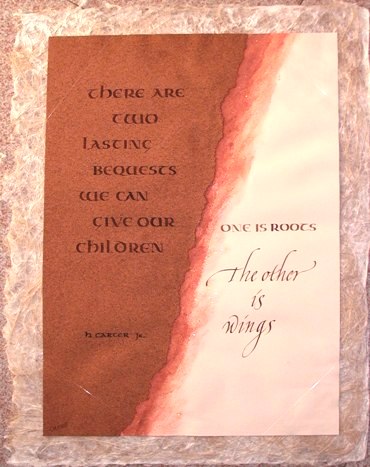 There are
two
lasting
bequests
we can
give our
children
one is roots
The other
is
wings
h. carter jr.